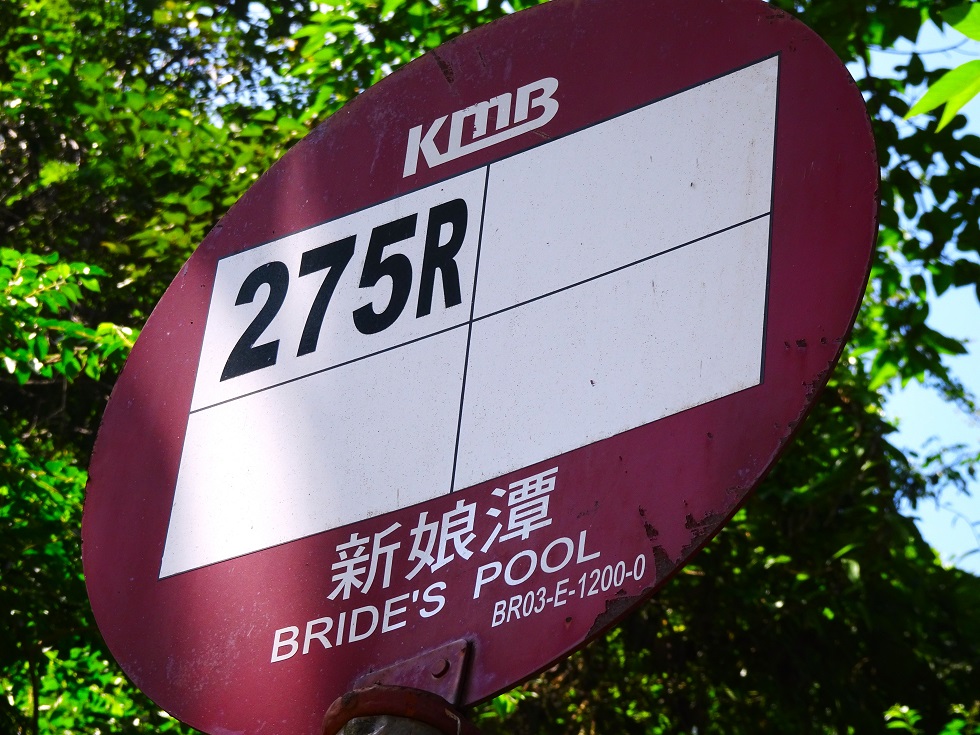 KMB
275R
新娘潭
BRIDE'S POOL
BR03-E-1200-0